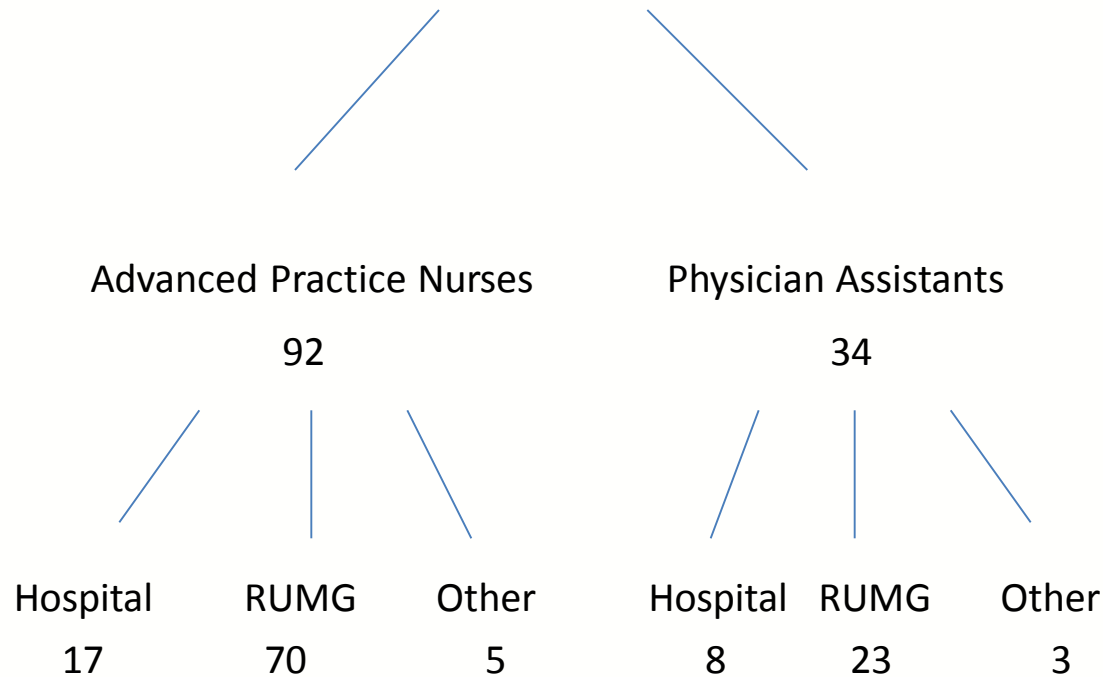 Advanced Practice Nurses Physician Assistants
92 34
Hospital RUMG Other Hospital RUMG Other
17 70 5 8 23 3